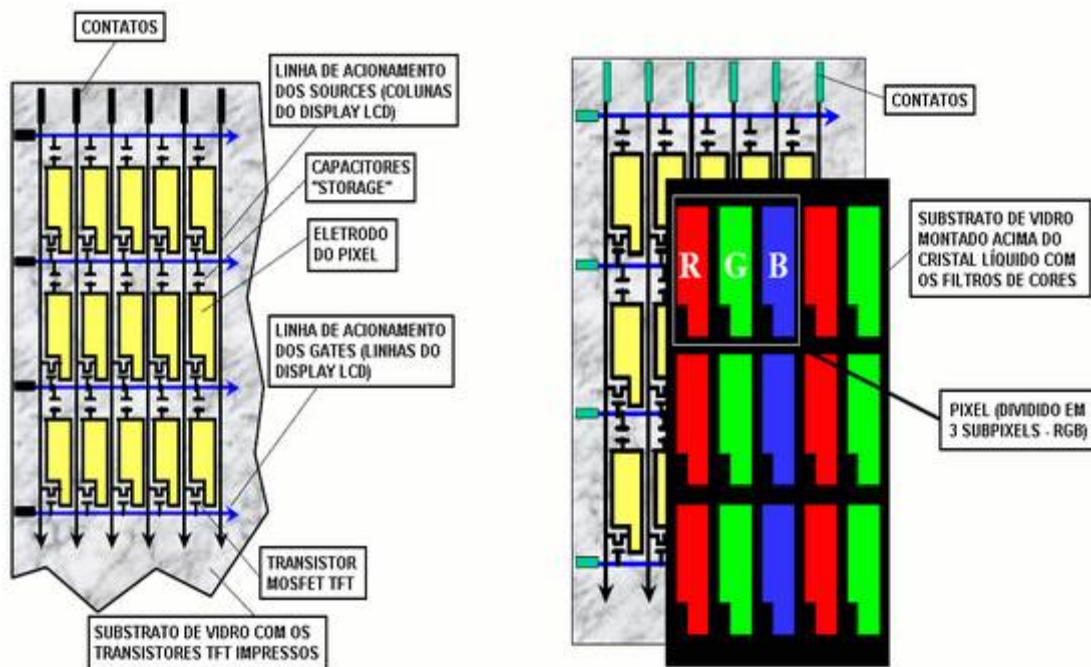 CONTATOS
LINHA DE ACIONAMENTO
DOS SOURCES (COLUNAS
DO DISPLAY LCD)
CAPACITORES
"STORAGE"
ELETRODO
DO PIXEL
LINHA DE ACIONAMENTO
DOS GATES (LINHAS DO
DISPLAY LCD)
TRANSISTOR
MOSFET TFT
SUBSTRATO DE VIDRO COM OS
TRANSISTORES TFT IMPRESSOS
CONTATOS
SUBSTRATO DE VIDRO
MONTADO ACIMA DO
CRISTAL LÍQUIDO COM
OS FILTROS DE CORES
R G B
PIXEL (DIVIDIDO EM
3 SUBPIXELS - RGB)